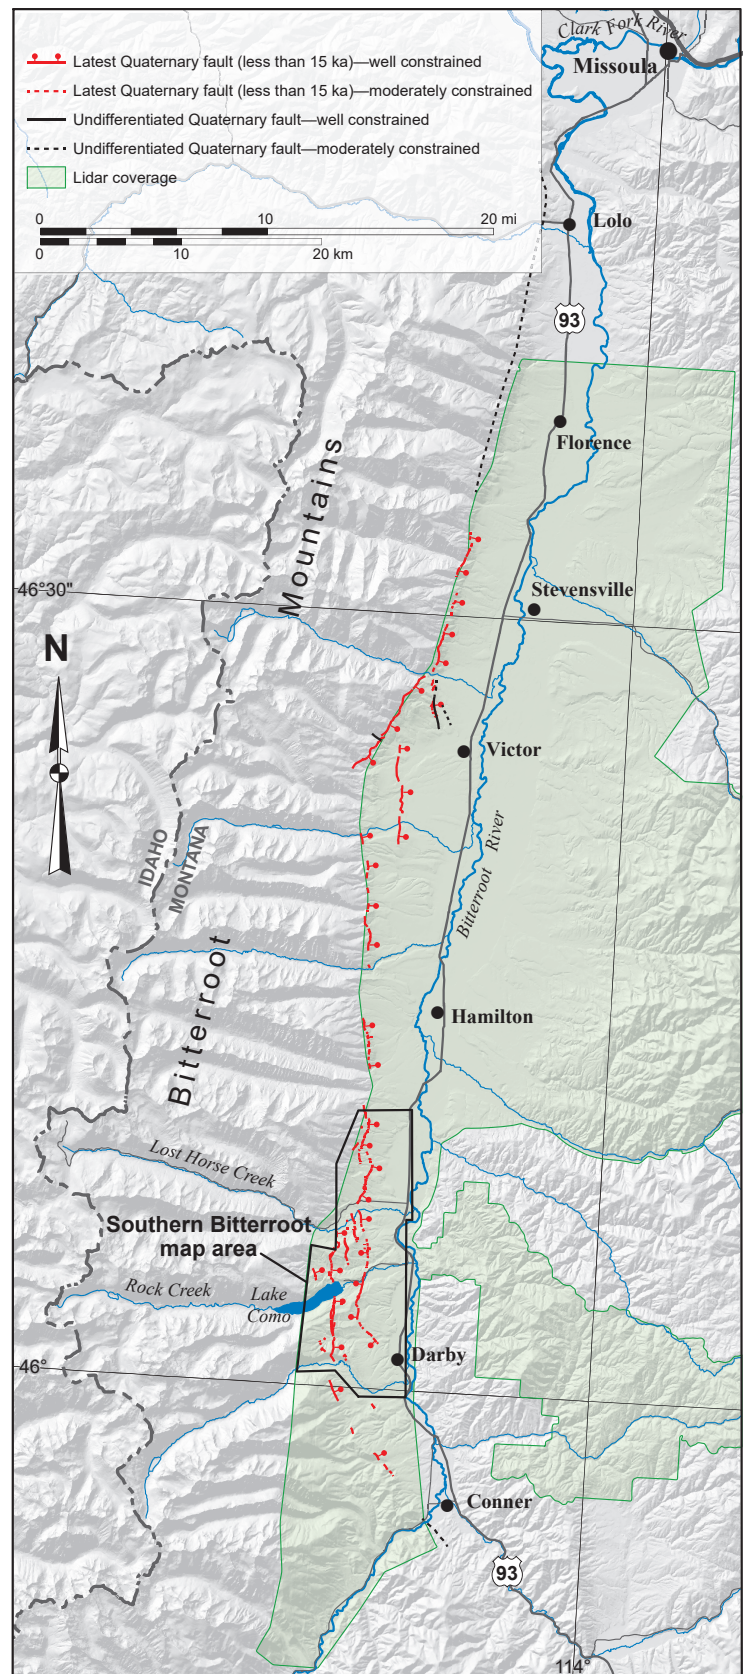 Clark Fork River
Missoula
Latest Quaternary fault (less than 15 ka)—well constrained
Latest Quaternary fault (less than 15 ka)—moderately constrained
Undifferentiated Quaternary fault—well constrained
Undifferentiated Quaternary fault—moderately constrained
Lidar coverage
0 10 20 mi
0 10 20 km
Lolo
93
Florence
Mountains
46°30"
Stevensville
N
Victor
IDAHO
MONTANA
Bitterroot River
Bitterroot
Hamilton
Lost Horse Creek
Southern Bitterroot
map area
Rock Creek
Lake
Como
46°
Darby
Conner
93
114°